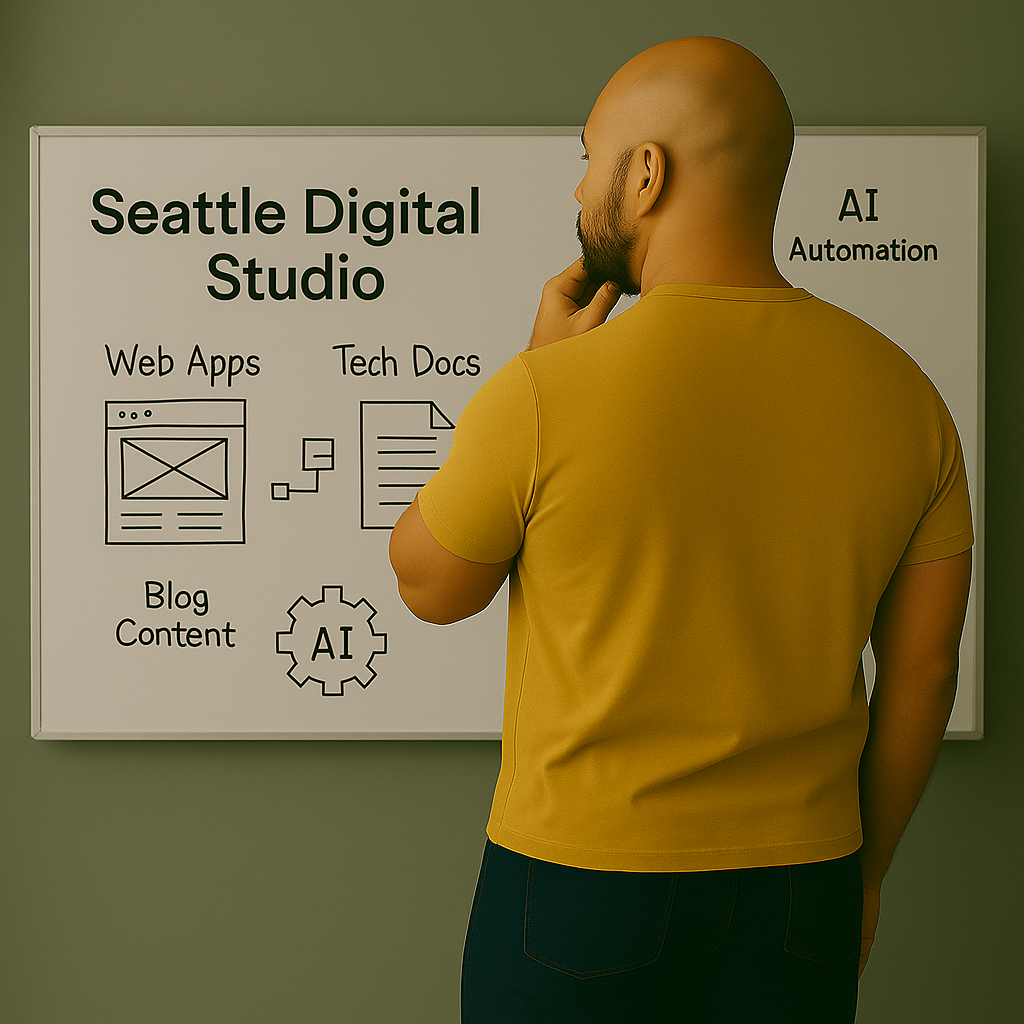 Seattle Digital
Studio
AI
Automation
Web Apps
Tech Docs
Blog
Content
AI